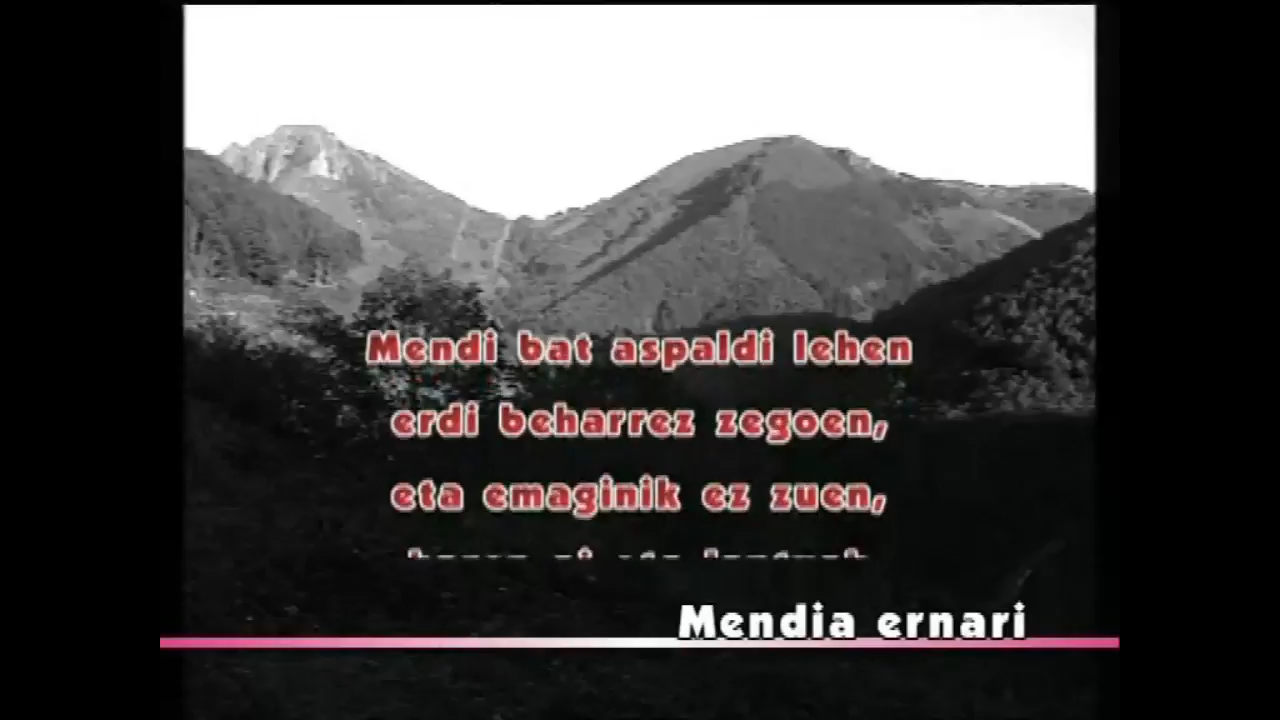 Mendi bat aspaldi lehen
erdi beharrez zegoen,
eta emaginik ez zuen,
Mendia ernari